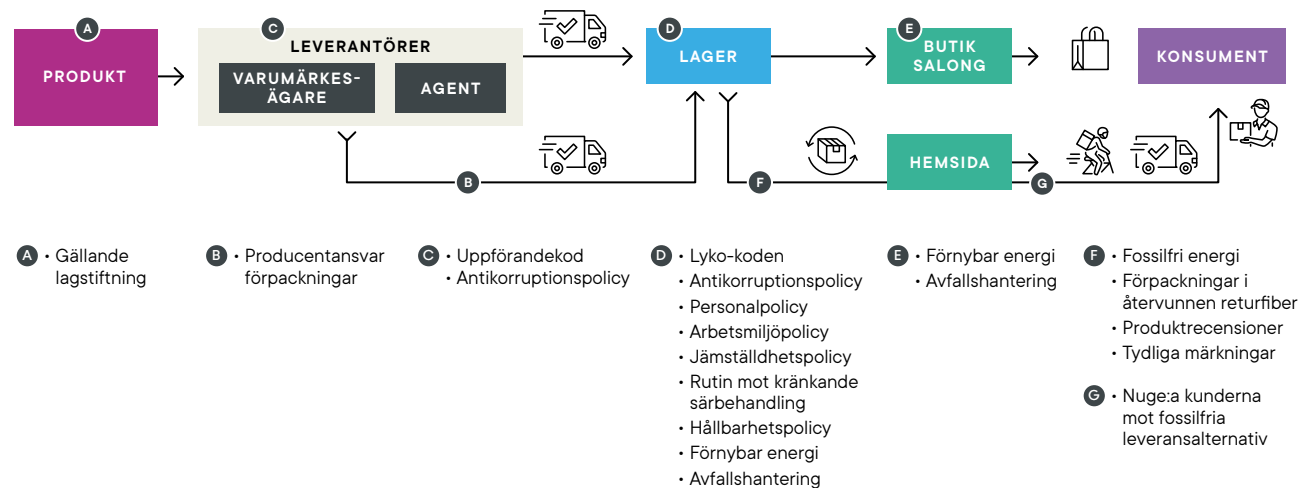 A
PRODUKT
C
LEVERANTÖRER
VARUMÄRKES-
ÄGARE
AGENT
B
D
LAGER
E
BUTIK
SALONG
KONSUMENT
F
HEMSIDA
G
A • Gällande
lagstiftning
B • Producentansvar
förpackningar
C • Uppförandekod
• Antikorruptionspolicy
D • Lyko-koden
• Antikorruptionspolicy
• Personalpolicy
• Arbetsmiljöpolicy
• Jämställdhetspolicy
• Rutin mot kränkande
särbehandling
• Hållbarhetspolicy
• Förnybar energi
• Avfallshantering
E • Förnybar energi
• Avfallshantering
F • Fossilfri energi
• Förpackningar i
återvunnen returfiber
• Produktrecensioner
• Tydliga märkningar
G • Nuge:a kunderna
mot fossilfria
leveransalternativ